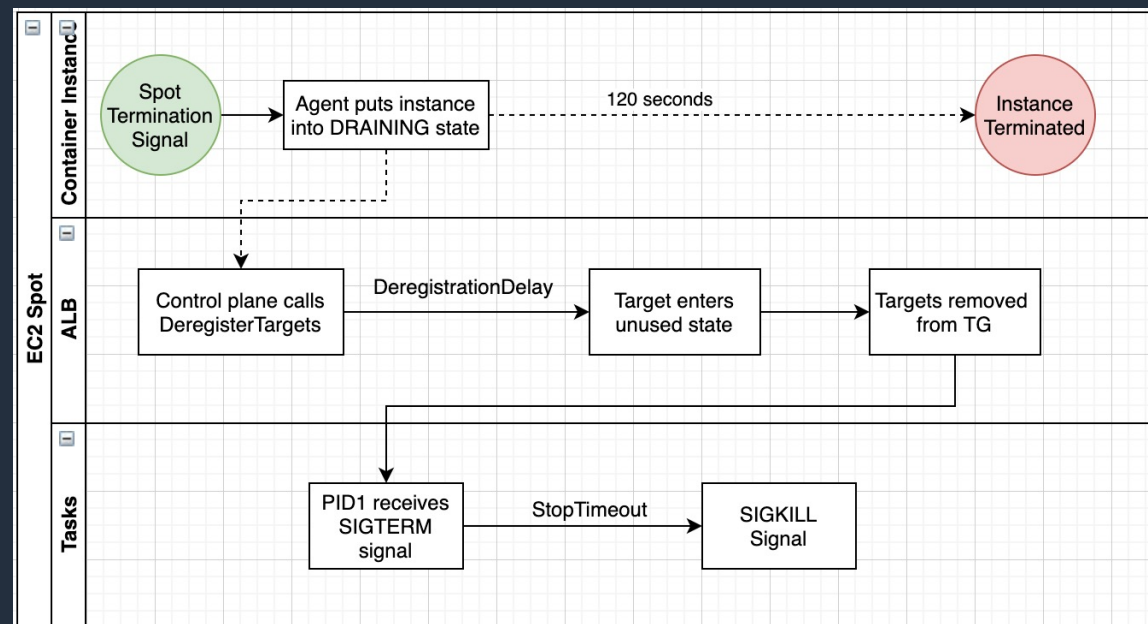 EC2 Spot
Container Instance
Spot
Termination
Signal
Agent puts instance
into DRAINING state
120 seconds
Instance
Terminated
ALB
Control plane calls
DeregisterTargets
DeregistrationDelay
Target enters
unused state
Targets removed
from TG
Tasks
PID1 receives
SIGTERM
signal
StopTimeout
SIGKILL
Signal